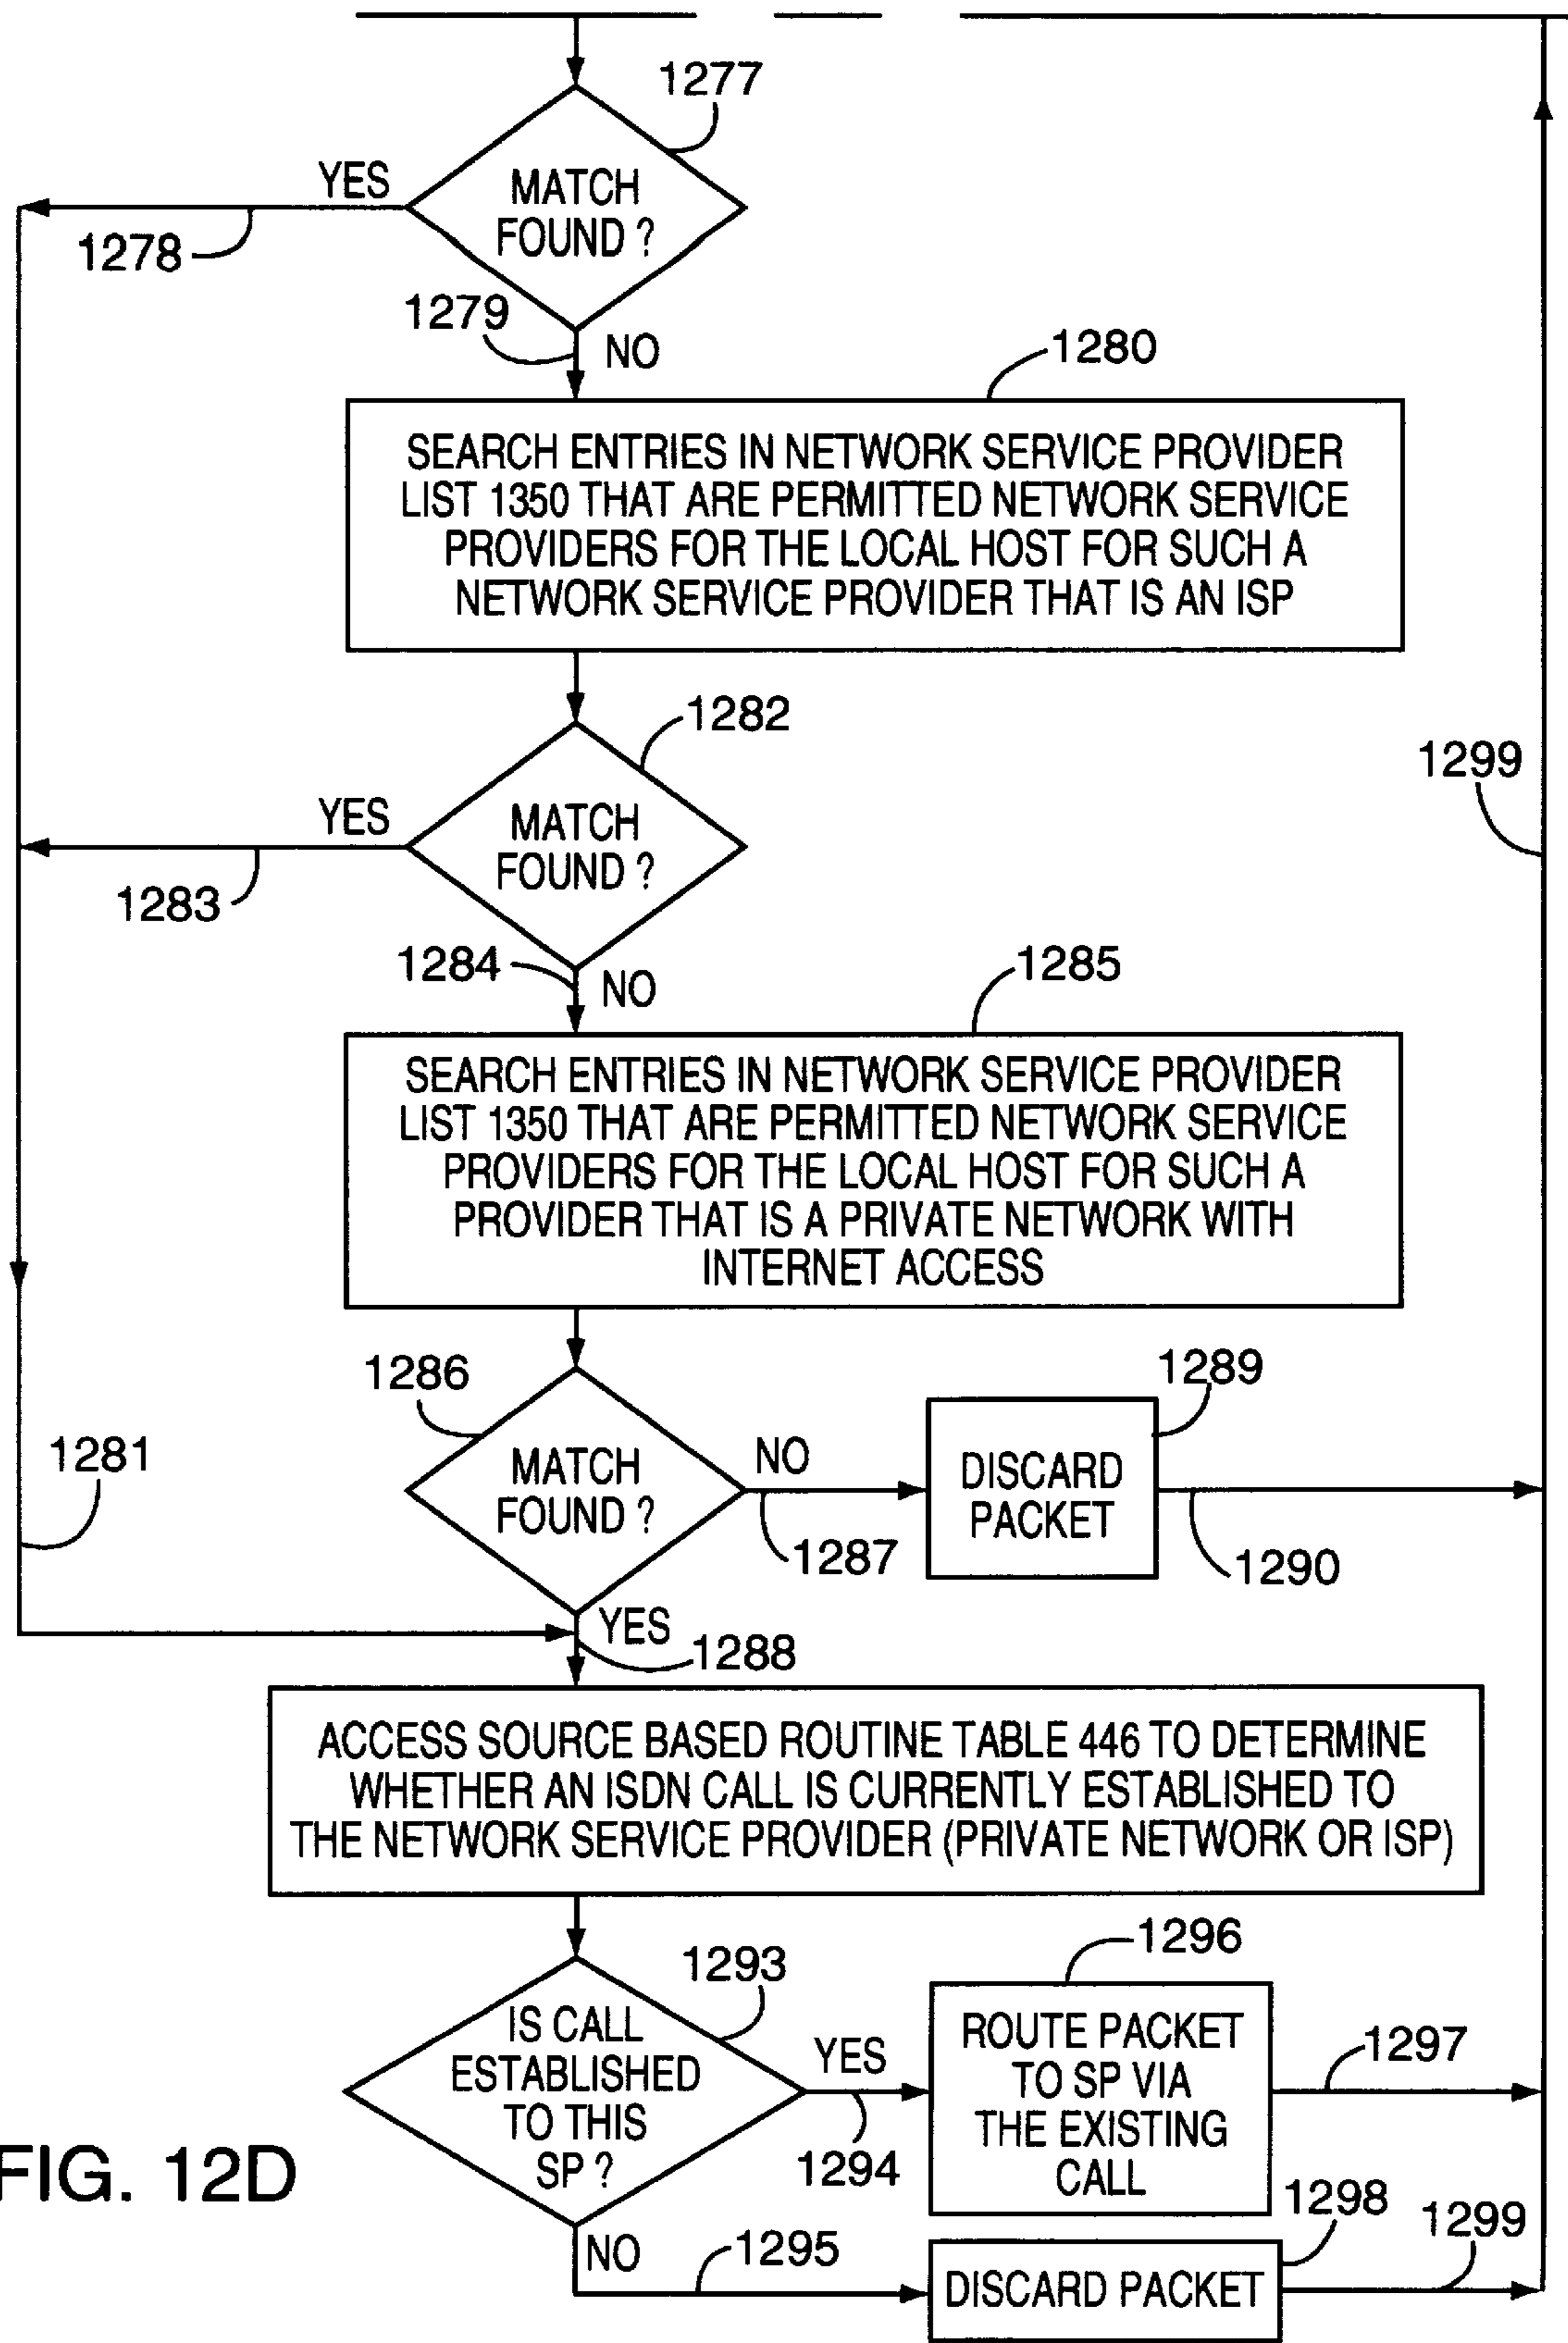 1277
YES
MATCH
FOUND ?
1278
1279
NO
1280
SEARCH ENTRIES IN NETWORK SERVICE PROVIDER
LIST 1350 THAT ARE PERMITTED NETWORK SERVICE
PROVIDERS FOR THE LOCAL HOST FOR SUCH A
NETWORK SERVICE PROVIDER THAT IS AN ISP
1282
1299
YES
MATCH
FOUND ?
1283
1284
NO
1285
SEARCH ENTRIES IN NETWORK SERVICE PROVIDER
LIST 1350 THAT ARE PERMITTED NETWORK SERVICE
PROVIDERS FOR THE LOCAL HOST FOR SUCH A
PROVIDER THAT IS A PRIVATE NETWORK WITH
INTERNET ACCESS
1286
1289
1281
MATCH
FOUND ?
NO
1287
DISCARD
PACKET
1290
YES
1288
ACCESS SOURCE BASED ROUTINE TABLE 446 TO DETERMINE
WHETHER AN ISDN CALL IS CURRENTLY ESTABLISHED TO
THE NETWORK SERVICE PROVIDER (PRIVATE NETWORK OR ISP)
1293
1296
IS CALL
ESTABLISHED
TO THIS
SP ?
YES
1294
ROUTE PACKET
TO SP VIA
THE EXISTING
CALL
1297
FIG. 12D
NO
1295
1298
1299
DISCARD PACKET